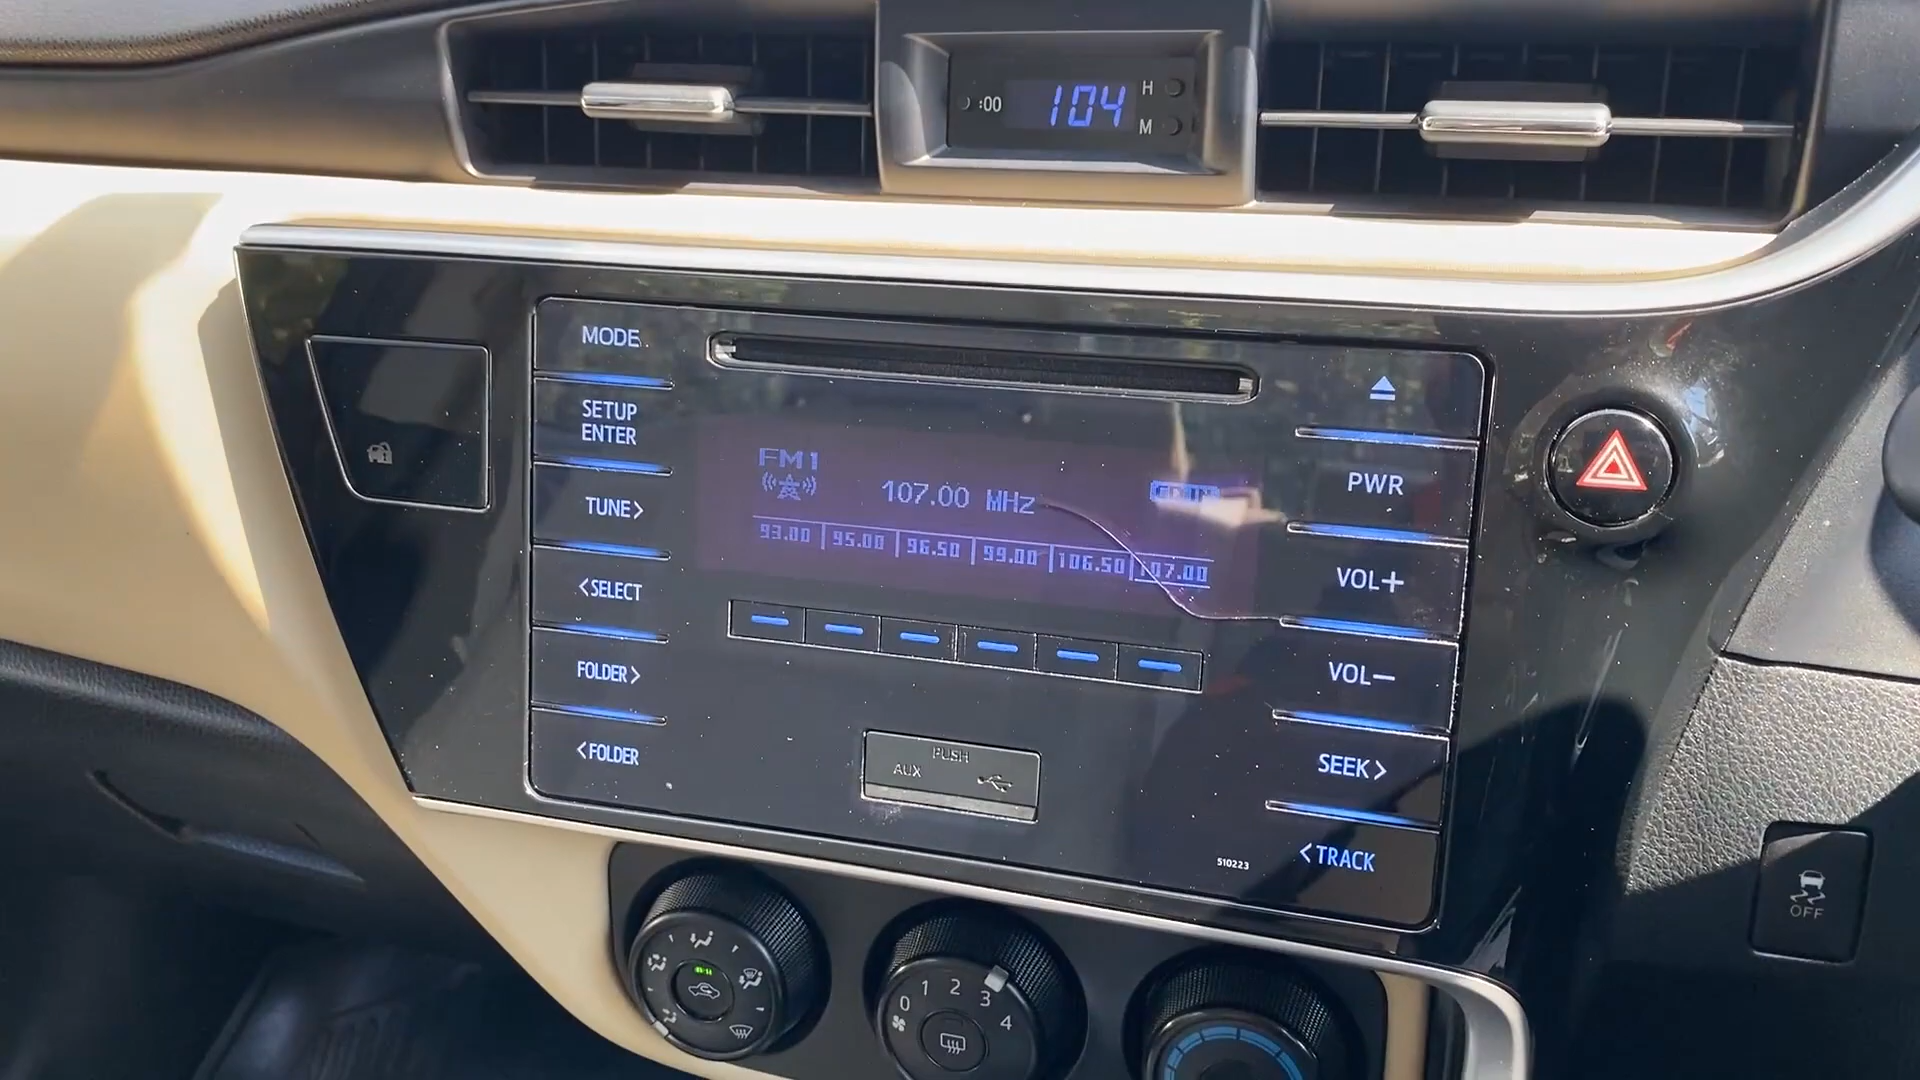 :00
104
H
M
MODE
SETUP
ENTER
TUNE>
<SELECT
FOLDER>
<FOLDER
FM1
107.00 MHz
93.00 | 95.00 | 96.50 | 99.00 | 106.50 | 107.00
PWR
VOL+
VOL−
SEEK>
<TRACK
PUSH
AUX
510223
0 1 2 3 4
OFF